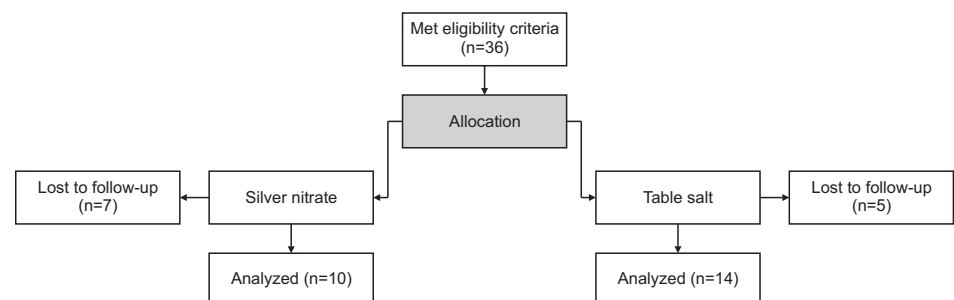 Met eligibility criteria
(n=36)
Allocation
Lost to follow-up
(n=7)
Silver nitrate
Table salt
Lost to follow-up
(n=5)
Analyzed (n=10)
Analyzed (n=14)